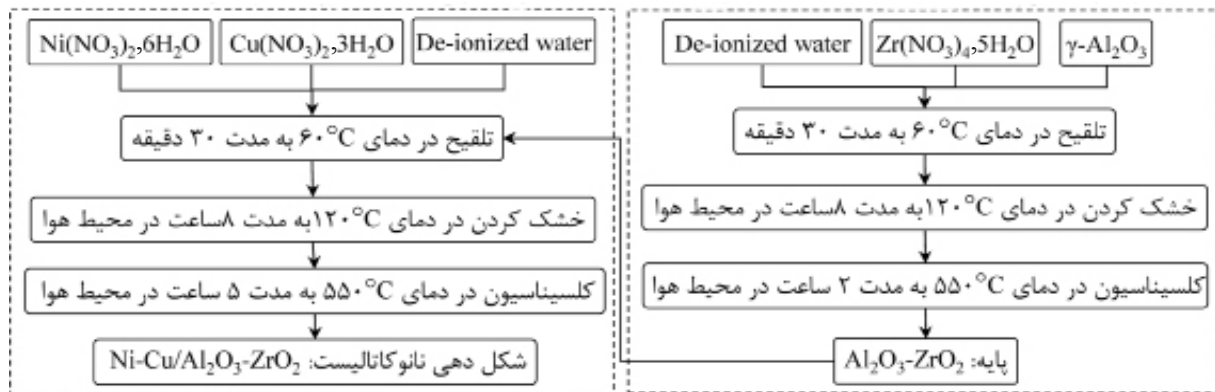 Ni(NO₃)₂,6H₂O
Cu(NO₃)₂,3H₂O
De-ionized water
تلقیح در دمای ۶۰°C به مدت ۳۰ دقیقه
خشک کردن در دمای ۱۲۰°C به مدت ۸ساعت در محیط هوا
کلسیناسیون در دمای ۵۵۰°C به مدت ۵ ساعت در محیط هوا
شکل دهی نانوکاتالیست: Ni-Cu/Al₂O₃-ZrO₂
De-ionized water
Zr(NO₃)₄,5H₂O
γ-Al₂O₃
تلقیح در دمای ۶۰°C به مدت ۳۰ دقیقه
خشک کردن در دمای ۱۲۰°C به مدت ۸ساعت در محیط هوا
کلسیناسیون در دمای ۵۵۰°C به مدت ۲ ساعت در محیط هوا
پایه: Al₂O₃-ZrO₂